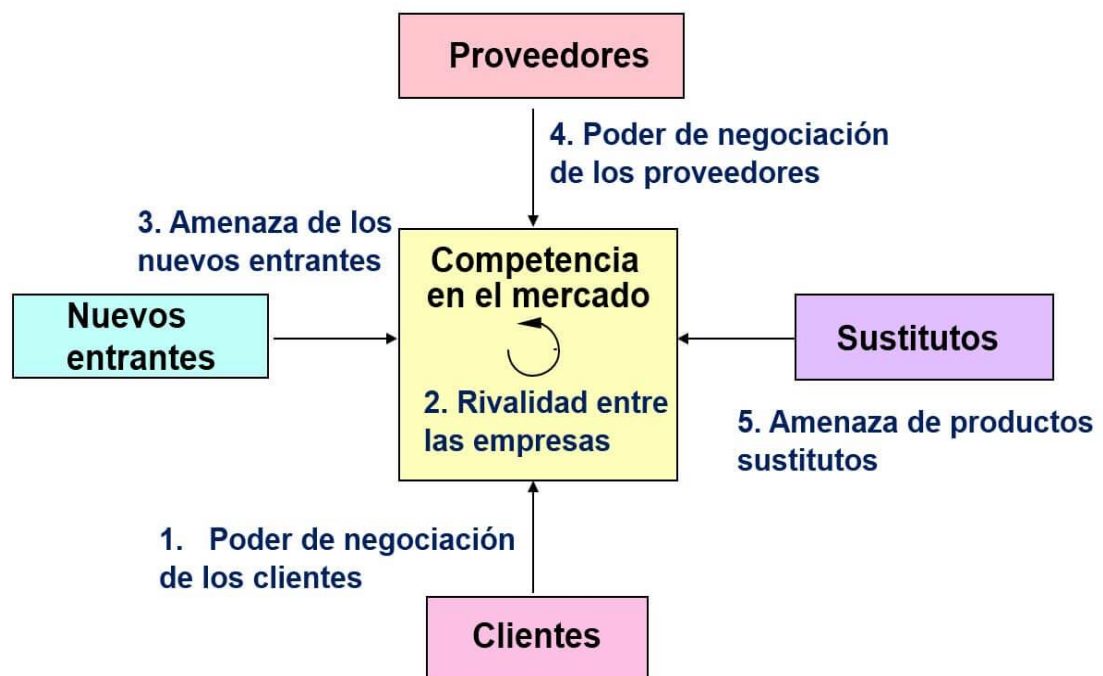 Proveedores
4. Poder de negociación
de los proveedores
3. Amenaza de los
nuevos entrantes
Competencia
en el mercado
Nuevos
entrantes
Sustitutos
2. Rivalidad entre
las empresas
5. Amenaza de productos
sustitutos
1. Poder de negociación
de los clientes
Clientes